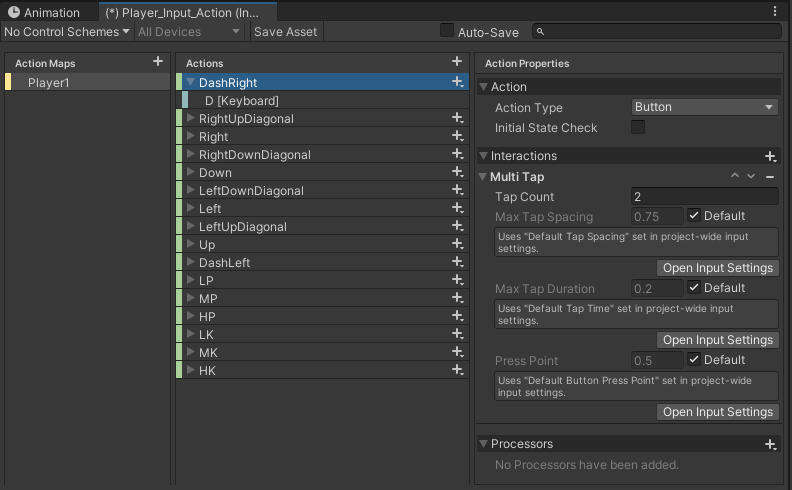 Animation
(*) Player_Input_Action (In...
No Control Schemes
All Devices
Save Asset
Auto-Save
Action Maps
+
Player1
Actions
+
DashRight
D [Keyboard]
RightUpDiagonal
Right
RightDownDiagonal
Down
LeftDownDiagonal
Left
LeftUpDiagonal
Up
DashLeft
LP
MP
HP
LK
MK
HK
Action Properties
Action
Action Type Button
Initial State Check
Interactions
Multi Tap
Tap Count 2
Max Tap Spacing 0.75 Default
Uses "Default Tap Spacing" set in project-wide input
settings.
Open Input Settings
Max Tap Duration 0.2 Default
Uses "Default Tap Time" set in project-wide input
settings.
Open Input Settings
Press Point 0.5 Default
Uses "Default Button Press Point" set in project-wide
input settings.
Open Input Settings
Processors
No Processors have been added.